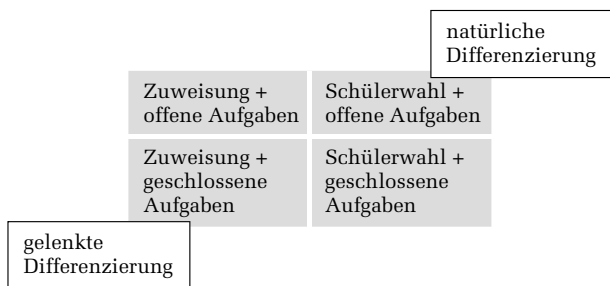 natürliche
Differenzierung
Zuweisung +
offene Aufgaben
Schülerwahl +
offene Aufgaben
Zuweisung +
geschlossene
Aufgaben
Schülerwahl +
geschlossene
Aufgaben
gelenkte
Differenzierung